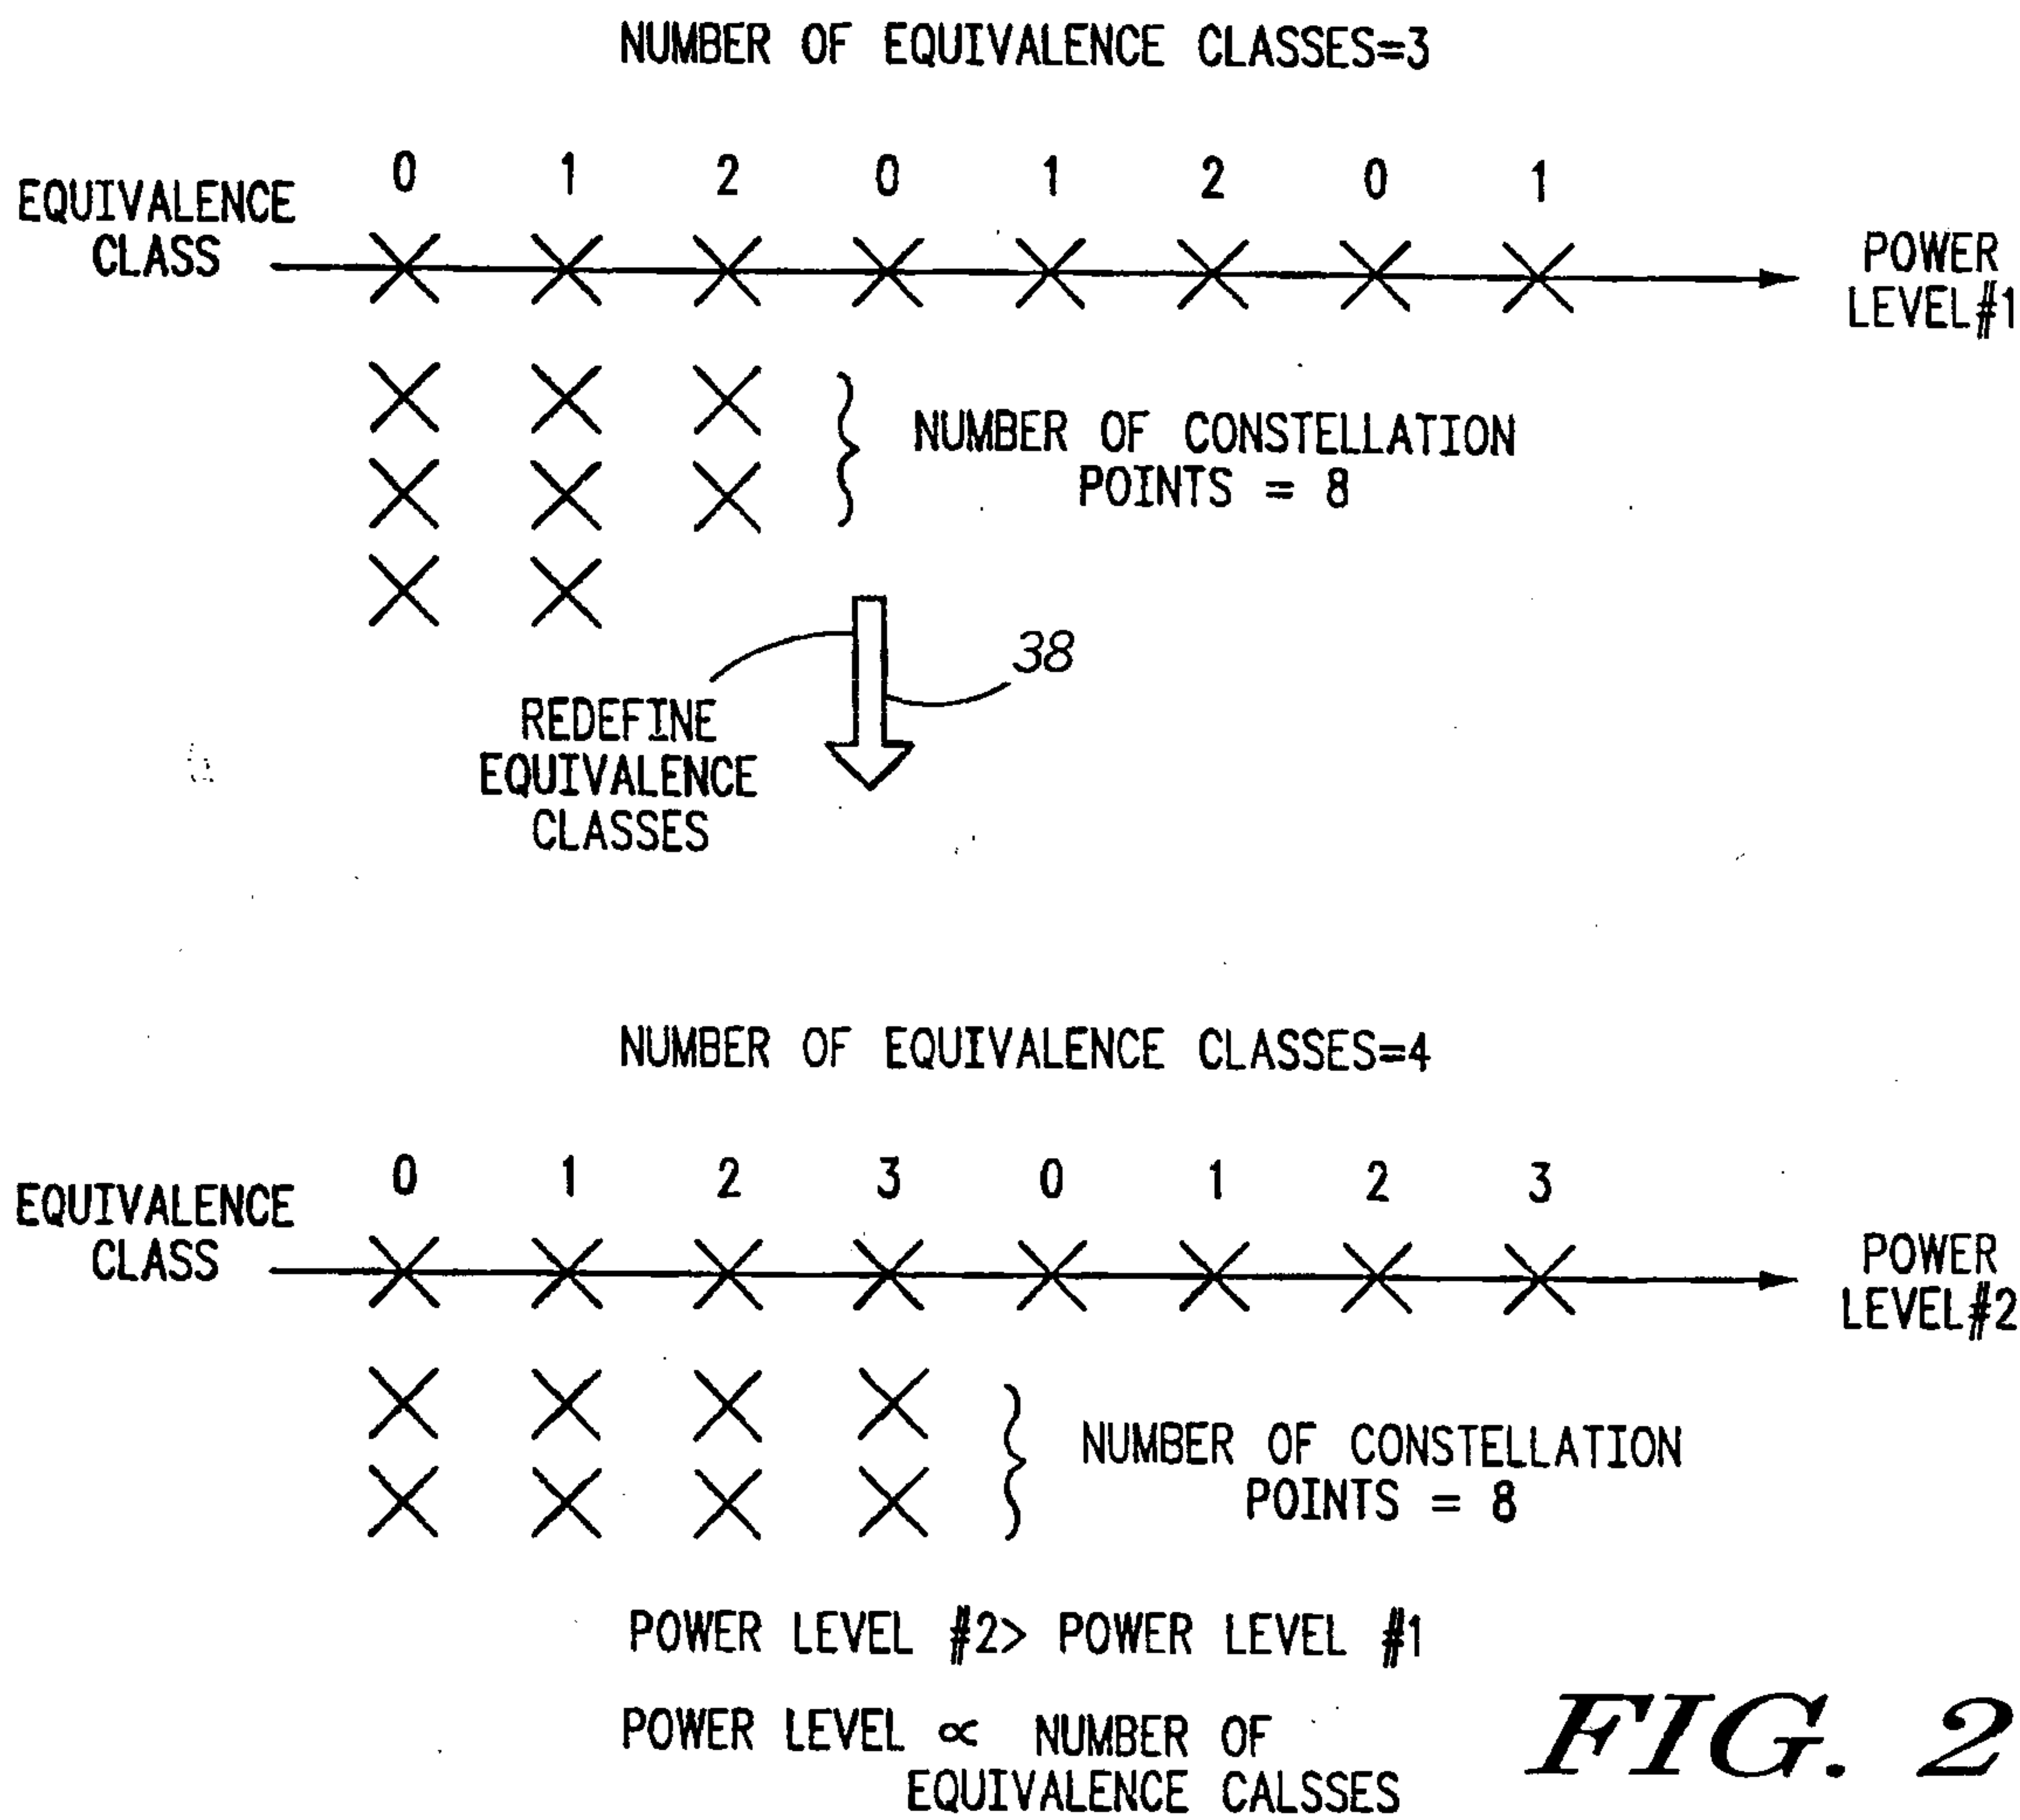 NUMBER OF EQUIVALENCE CLASSES=3
0 1 2 0 1 2 0 1
EQUIVALENCE
CLASS
POWER
LEVEL#1
NUMBER OF CONSTELLATION
POINTS = 8
38
REDEFINE
EQUIVALENCE
CLASSES
NUMBER OF EQUIVALENCE CLASSES=4
0 1 2 3 0 1 2 3
EQUIVALENCE
CLASS
POWER
LEVEL#2
NUMBER OF CONSTELLATION
POINTS = 8
POWER LEVEL #2> POWER LEVEL #1
POWER LEVEL ∝ NUMBER OF
EQUIVALENCE CALSSES
FIG. 2